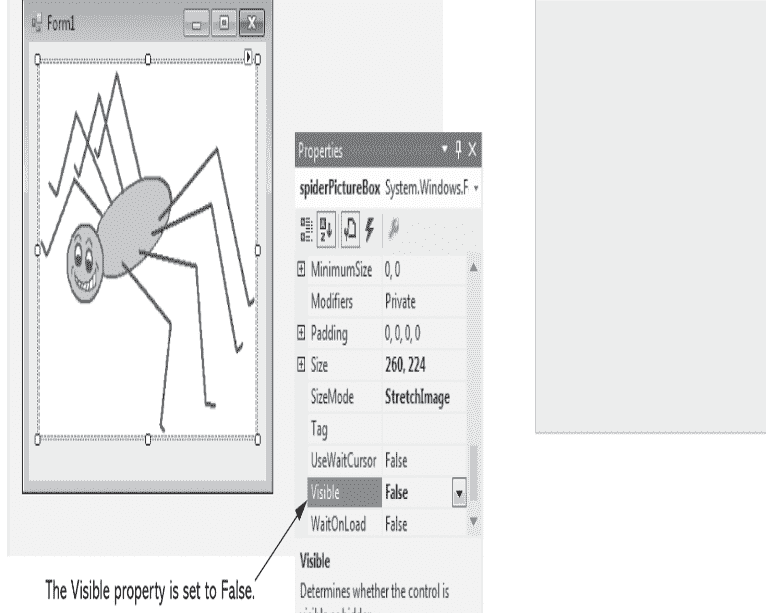 Form1
Properties
spiderPictureBox System.Windows.F
MinimumSize 0, 0
Modifiers Private
Padding 0, 0, 0, 0
Size 260, 224
SizeMode StretchImage
Tag
UseWaitCursor False
Visible False
WaitOnLoad False
Visible
Determines whether the control is
The Visible property is set to False.